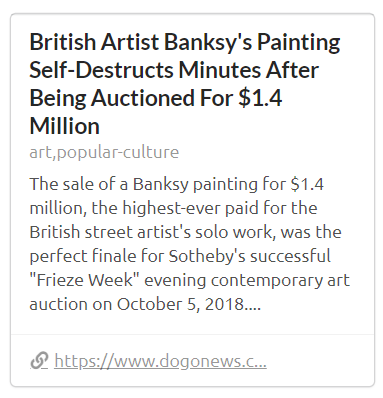 British Artist Banksy's Painting
Self-Destructs Minutes After
Being Auctioned For $1.4
Million
art,popular-culture
The sale of a Banksy painting for $1.4
million, the highest-ever paid for the
British street artist's solo work, was the
perfect finale for Sotheby's successful
"Frieze Week" evening contemporary art
auction on October 5, 2018....
https://www.dogonews.c...